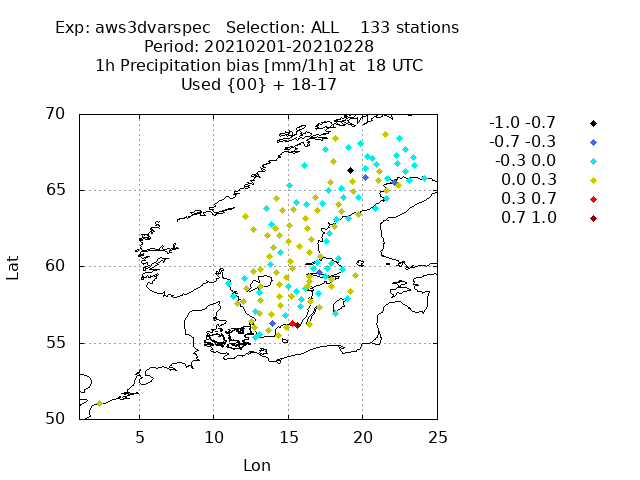 Exp: aws3dvarspec   Selection: ALL    133 stations
Period: 20210201-20210228
1h Precipitation bias [mm/1h] at  18 UTC
Used {00} + 18-17
70
65
60
55
50
Lat
5
10
15
20
25
Lon
-1.0 -0.7
-0.7 -0.3
-0.3 0.0
0.0 0.3
0.3 0.7
0.7 1.0